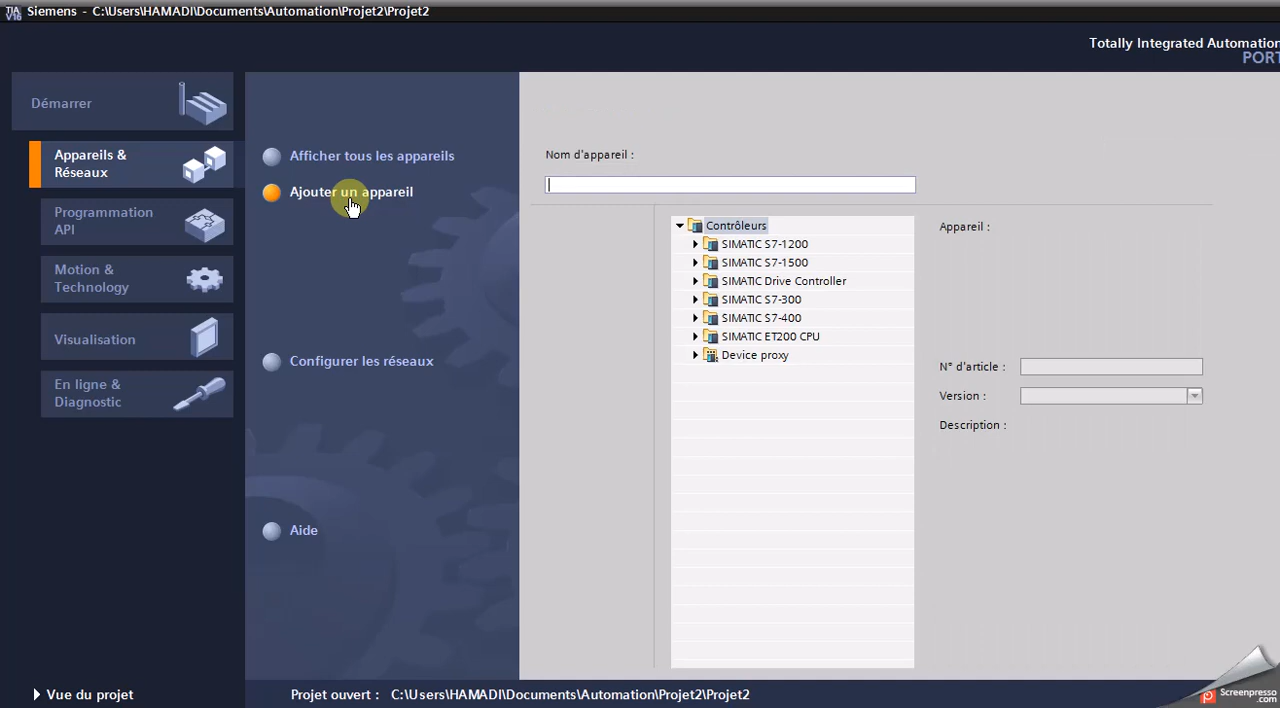 TIA
V16
Siemens - C:\Users\HAMADI\Documents\Automation\Projet2\Projet2
Totally Integrated Automation
PORT
Démarrer
Appareils &
Réseaux
Programmation
API
Motion &
Technology
Visualisation
En ligne &
Diagnostic
Vue du projet
Afficher tous les appareils
Ajouter un appareil
Configurer les réseaux
Aide
Nom d'appareil :
Contrôleurs
SIMATIC S7-1200
SIMATIC S7-1500
SIMATIC Drive Controller
SIMATIC S7-300
SIMATIC S7-400
SIMATIC ET200 CPU
Device proxy
Appareil :
N° d'article :
Version :
Description :
Projet ouvert : C:\Users\HAMADI\Documents\Automation\Projet2\Projet2
Screenpresso
.com